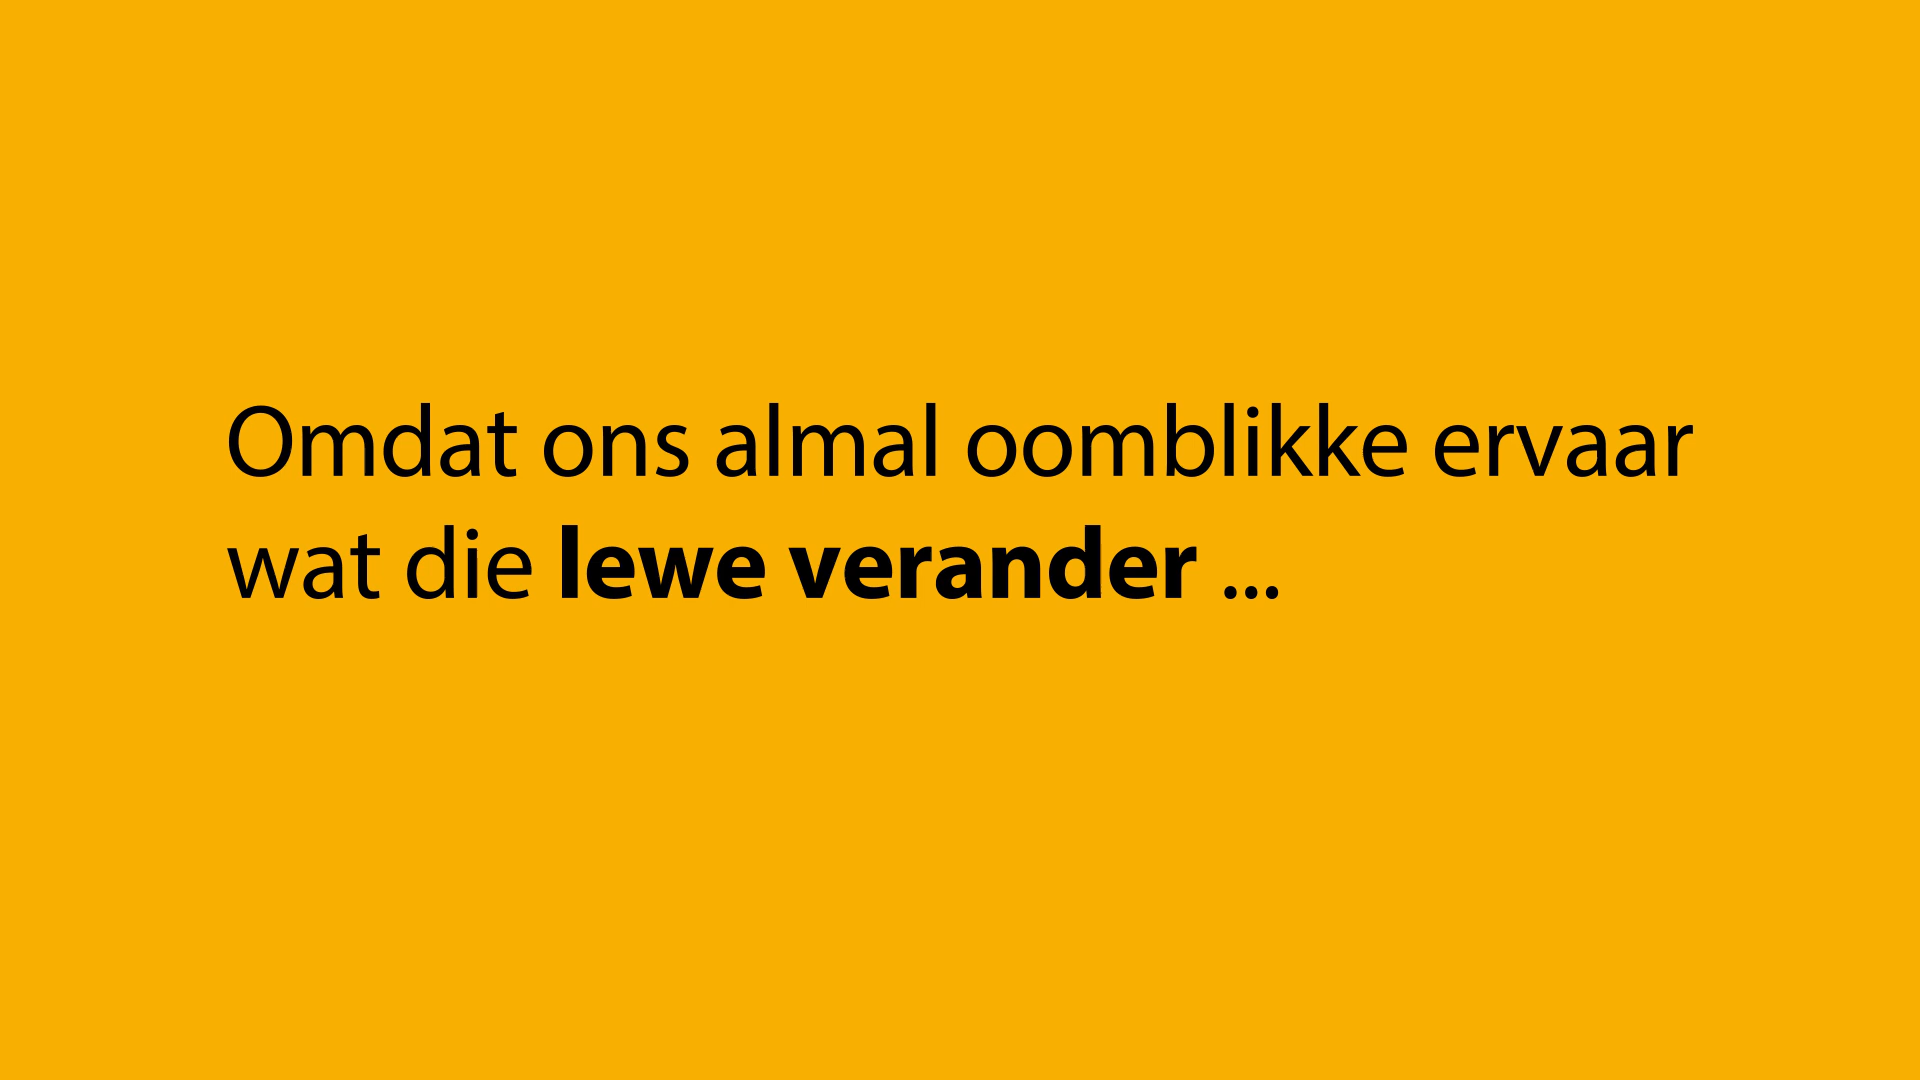 Omdat ons almal oomblikke ervaar
wat die lewe verander ...